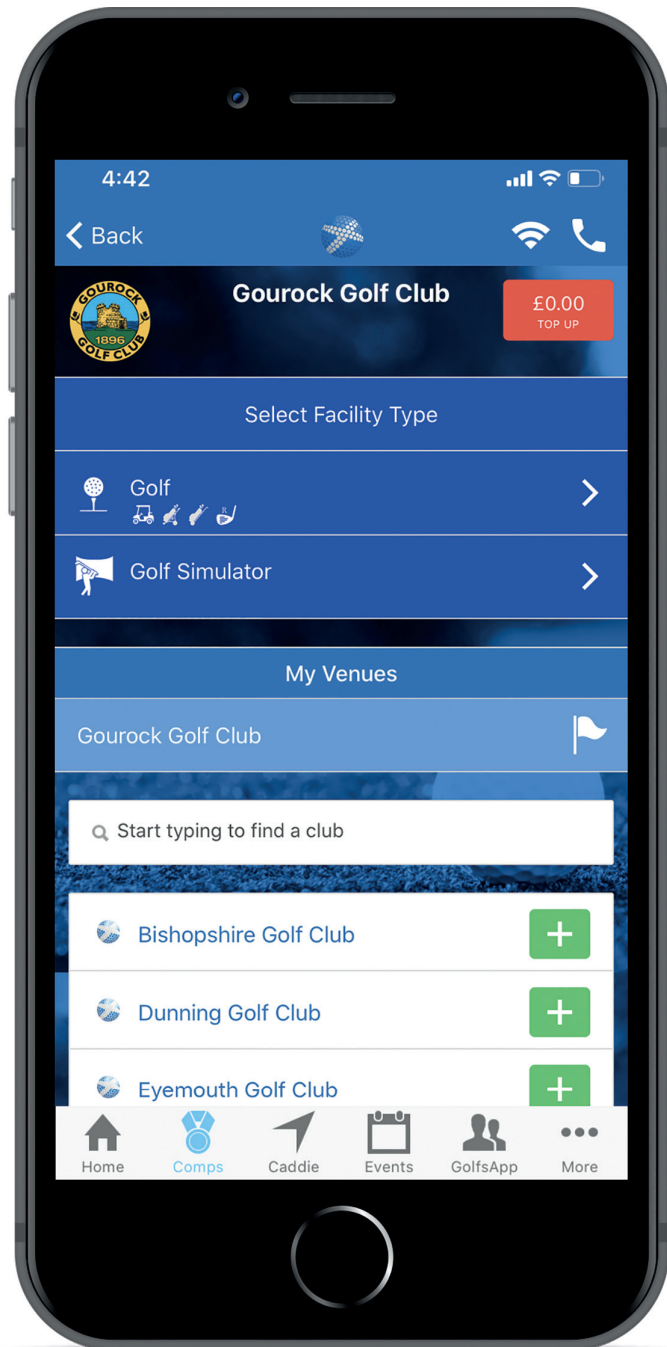 4:42
Back
GOUROCK
1896
GOLF CLUB
Gourock Golf Club
£0.00
TOP UP
Select Facility Type
Golf
R
Golf Simulator
My Venues
Gourock Golf Club
Start typing to find a club
Bishopshire Golf Club
+
Dunning Golf Club
+
Eyemouth Golf Club
+
Home
Comps
Caddie
Events
GolfsApp
More